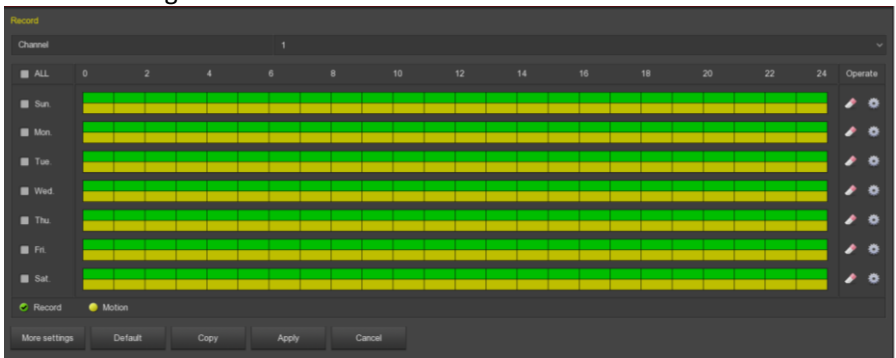 Record
Channel 1
ALL 0 2 4 6 8 10 12 14 16 18 20 22 24 Operate
Sun.
Mon.
Tue.
Wed.
Thu.
Fri.
Sat.
Record Motion
More settings Default Copy Apply Cancel